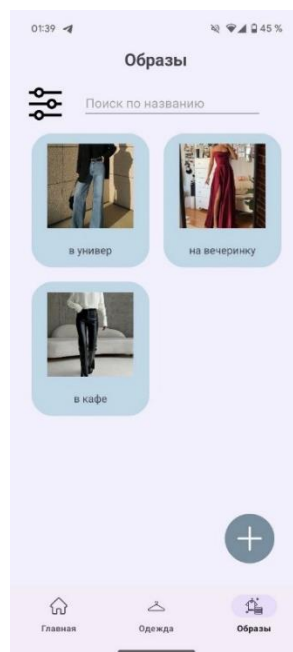 01:39
45 %
Образы
Поиск по названию
в универ
на вечеринку
в кафе
Главная
Одежда
Образы